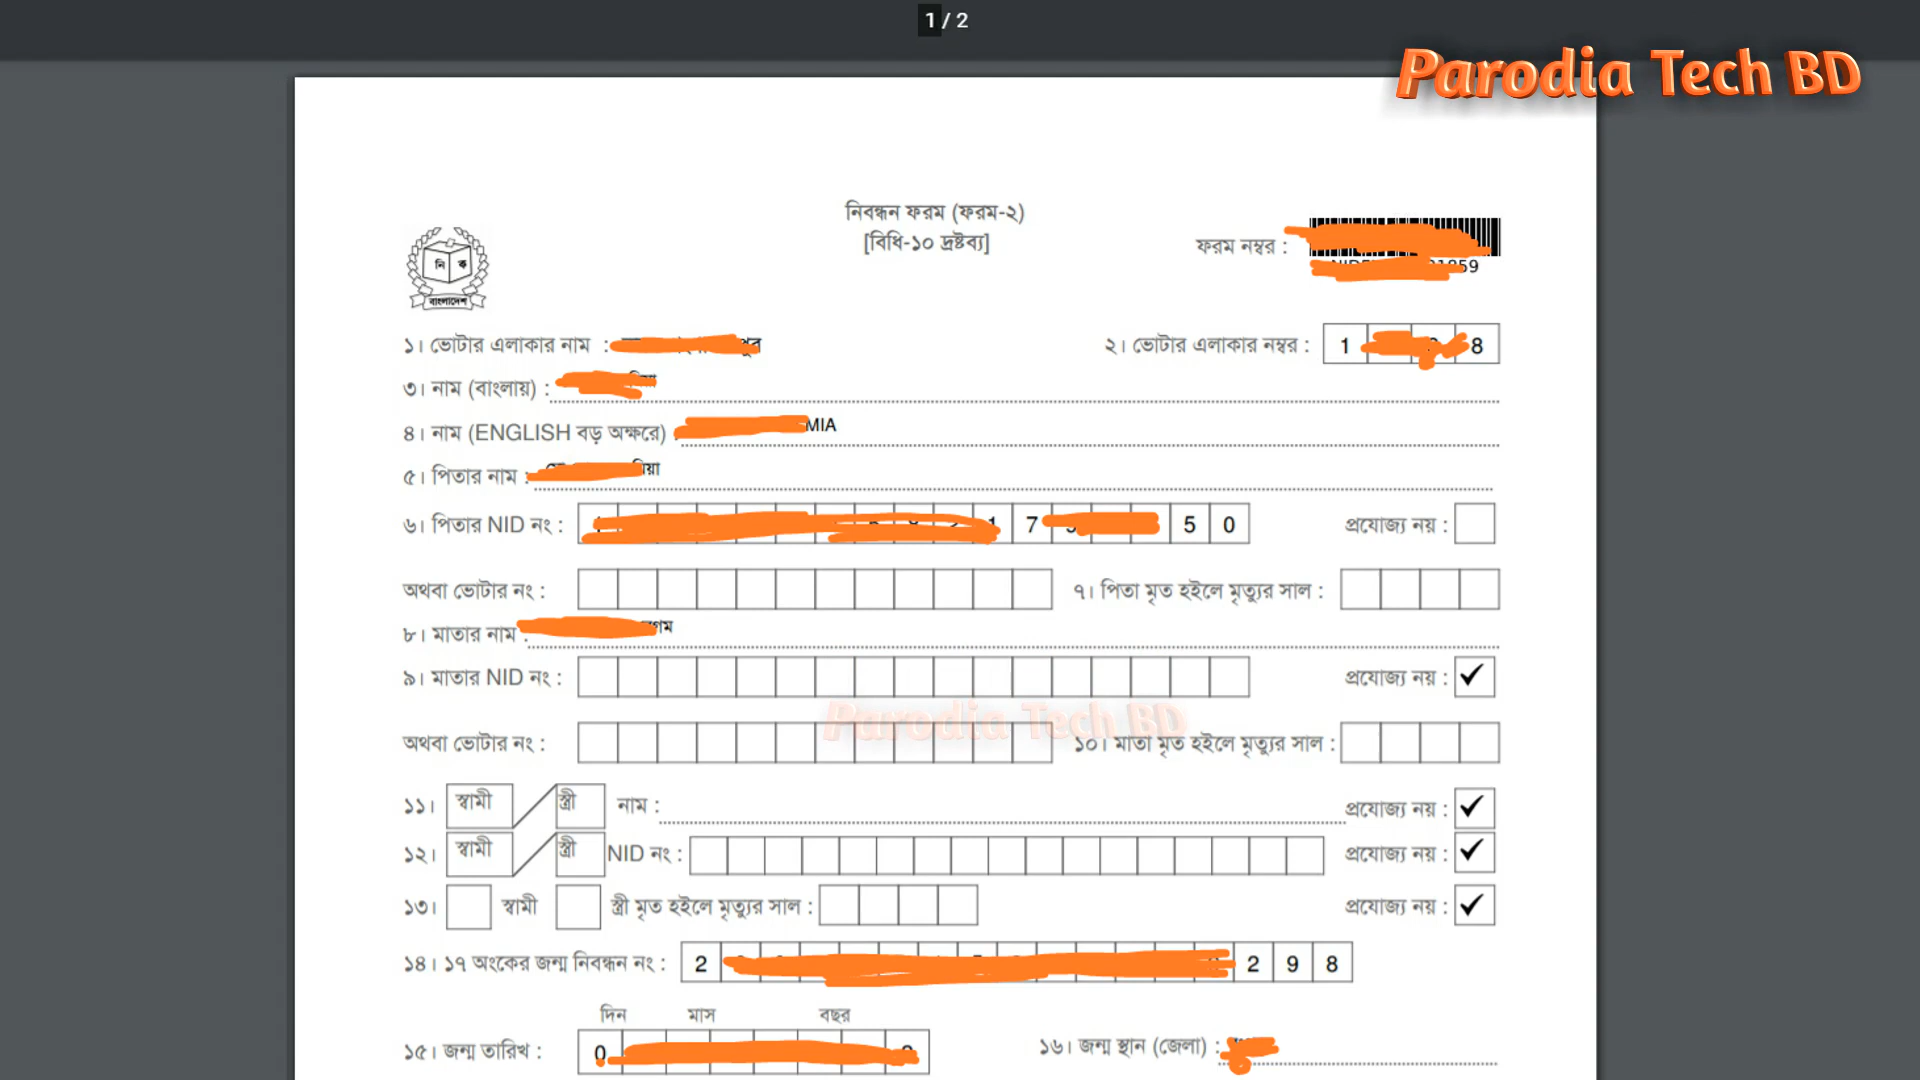 1 / 2
Parodia Tech BD
নিবন্ধন ফরম (ফরম-২)
[বিধি-১০ দ্রষ্টব্য]
ফরম নম্বর :
নি ক
বাংলাদেশ
১। ভোটার এলাকার নাম :
২। ভোটার এলাকার নম্বর : 1 8
৩। নাম (বাংলায়) :
৪। নাম (ENGLISH বড় অক্ষরে) : MIA
৫। পিতার নাম :
৬। পিতার NID নং : 7 5 0 প্রযোজ্য নয় :
অথবা ভোটার নং : ৭। পিতা মৃত হইলে মৃত্যুর সাল :
৮। মাতার নাম :
৯। মাতার NID নং : প্রযোজ্য নয় : ✓
Parodia Tech BD
অথবা ভোটার নং : ১০। মাতা মৃত হইলে মৃত্যুর সাল :
১১। স্বামী / স্ত্রী নাম : প্রযোজ্য নয় : ✓
১২। স্বামী / স্ত্রী NID নং : প্রযোজ্য নয় : ✓
১৩। স্বামী স্ত্রী মৃত হইলে মৃত্যুর সাল : প্রযোজ্য নয় : ✓
১৪। ১৭ অংকের জন্ম নিবন্ধন নং : 2 2 9 8
দিন মাস বছর
১৫। জন্ম তারিখ : 0 ১৬। জন্ম স্থান (জেলা) :